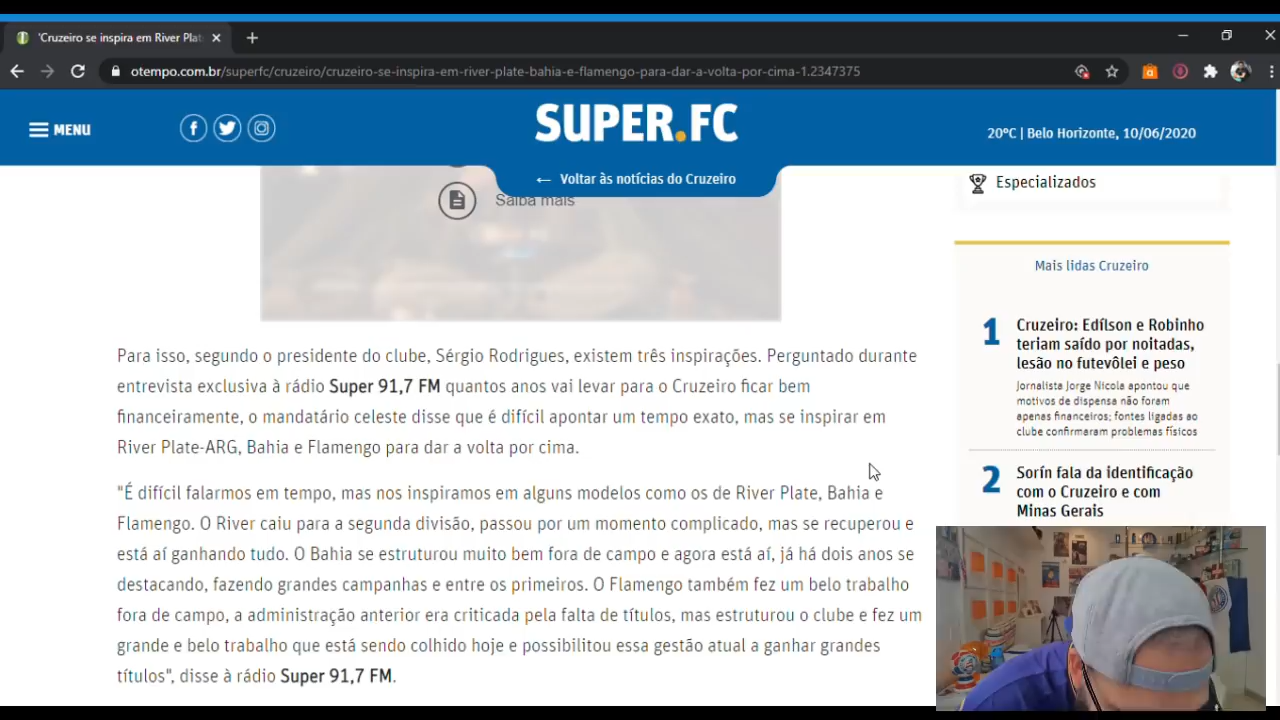 'Cruzeiro se inspira em River Plat
otempo.com.br/superfc/cruzeiro/cruzeiro-se-inspira-em-river-plate-bahia-e-flamengo-para-dar-a-volta-por-cima-1.2347375
MENU
SUPER.FC
20ºC | Belo Horizonte, 10/06/2020
← Voltar às notícias do Cruzeiro
Saiba mais
Especializados
Para isso, segundo o presidente do clube, Sérgio Rodrigues, existem três inspirações. Perguntado durante
entrevista exclusiva à rádio Super 91,7 FM quantos anos vai levar para o Cruzeiro ficar bem
financeiramente, o mandatário celeste disse que é difícil apontar um tempo exato, mas se inspirar em
River Plate-ARG, Bahia e Flamengo para dar a volta por cima.
"É difícil falarmos em tempo, mas nos inspiramos em alguns modelos como os de River Plate, Bahia e
Flamengo. O River caiu para a segunda divisão, passou por um momento complicado, mas se recuperou e
está aí ganhando tudo. O Bahia se estruturou muito bem fora de campo e agora está aí, já há dois anos se
destacando, fazendo grandes campanhas e entre os primeiros. O Flamengo também fez um belo trabalho
fora de campo, a administração anterior era criticada pela falta de títulos, mas estruturou o clube e fez um
grande e belo trabalho que está sendo colhido hoje e possibilitou essa gestão atual a ganhar grandes
títulos", disse à rádio Super 91,7 FM.
Mais lidas Cruzeiro
1
Cruzeiro: Edílson e Robinho
teriam saído por noitadas,
lesão no futevôlei e peso
Jornalista Jorge Nicola apontou que
motivos de dispensa não foram
apenas financeiros; fontes ligadas ao
clube confirmaram problemas físicos
2
Sorín fala da identificação
com o Cruzeiro e com
Minas Gerais